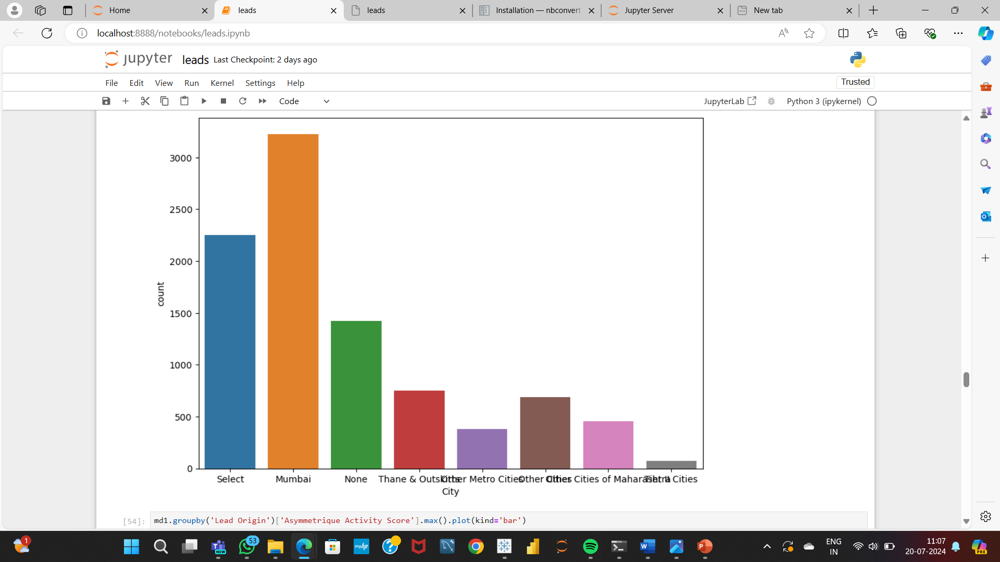 Home
leads
leads
Installation — nbconvert
Jupyter Server
New tab
localhost:8888/notebooks/leads.ipynb
jupyter leads Last Checkpoint: 2 days ago
File Edit View Run Kernel Settings Help
Trusted
Code
JupyterLab
Python 3 (ipykernel)
3000
2500
2000
1500
1000
500
0
count
Select Mumbai None Thane & Outskirts Other Metro Cities Other Cities Other Cities of Maharashtra Tier II Cities
City
[54]: md1.groupby('Lead Origin')['Asymmetrique Activity Score'].max().plot(kind='bar')
1
NEW
53
myhp
PRE
ENG
IN
11:07
20-07-2024